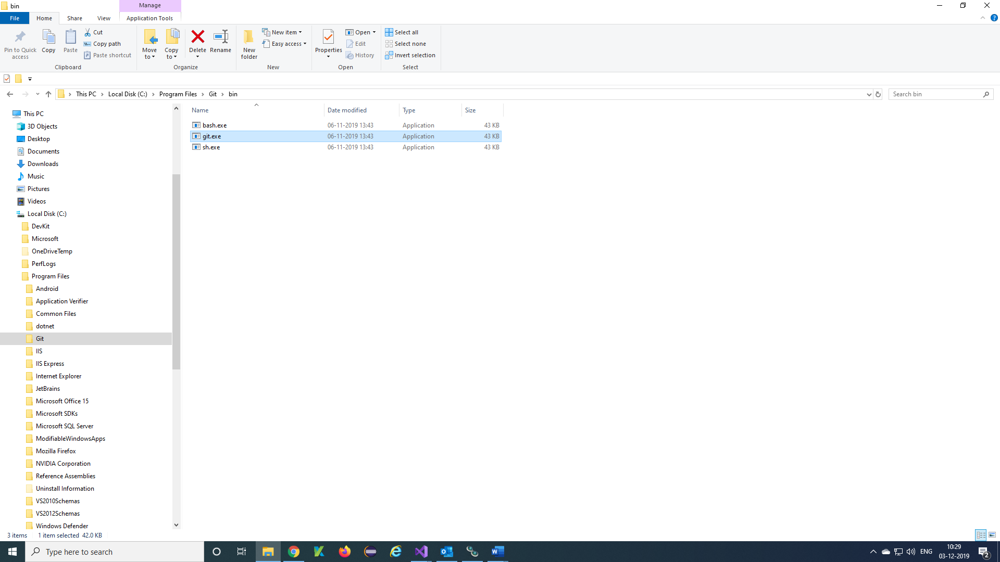 bin
Manage
File Home Share View Application Tools
Pin to Quick access
Copy
Paste
Cut
Copy path
Paste shortcut
Clipboard
Move to
Copy to
Delete
Rename
Organize
New folder
New item
Easy access
New
Properties
Open
Edit
History
Open
Select all
Select none
Invert selection
Select
This PC Local Disk (C:) Program Files Git bin
Search bin
This PC
3D Objects
Desktop
Documents
Downloads
Music
Pictures
Videos
Local Disk (C:)
DevKit
Microsoft
OneDriveTemp
PerfLogs
Program Files
Android
Application Verifier
Common Files
dotnet
Git
IIS
IIS Express
Internet Explorer
JetBrains
Microsoft Office 15
Microsoft SDKs
Microsoft SQL Server
ModifiableWindowsApps
Mozilla Firefox
NVIDIA Corporation
Reference Assemblies
Uninstall Information
VS2010Schemas
VS2012Schemas
Windows Defender
Name Date modified Type Size
bash.exe 06-11-2019 13:43 Application 43 KB
git.exe 06-11-2019 13:43 Application 43 KB
sh.exe 06-11-2019 13:43 Application 43 KB
3 items 1 item selected 42.0 KB
Type here to search
ENG
10:29
03-12-2019
2